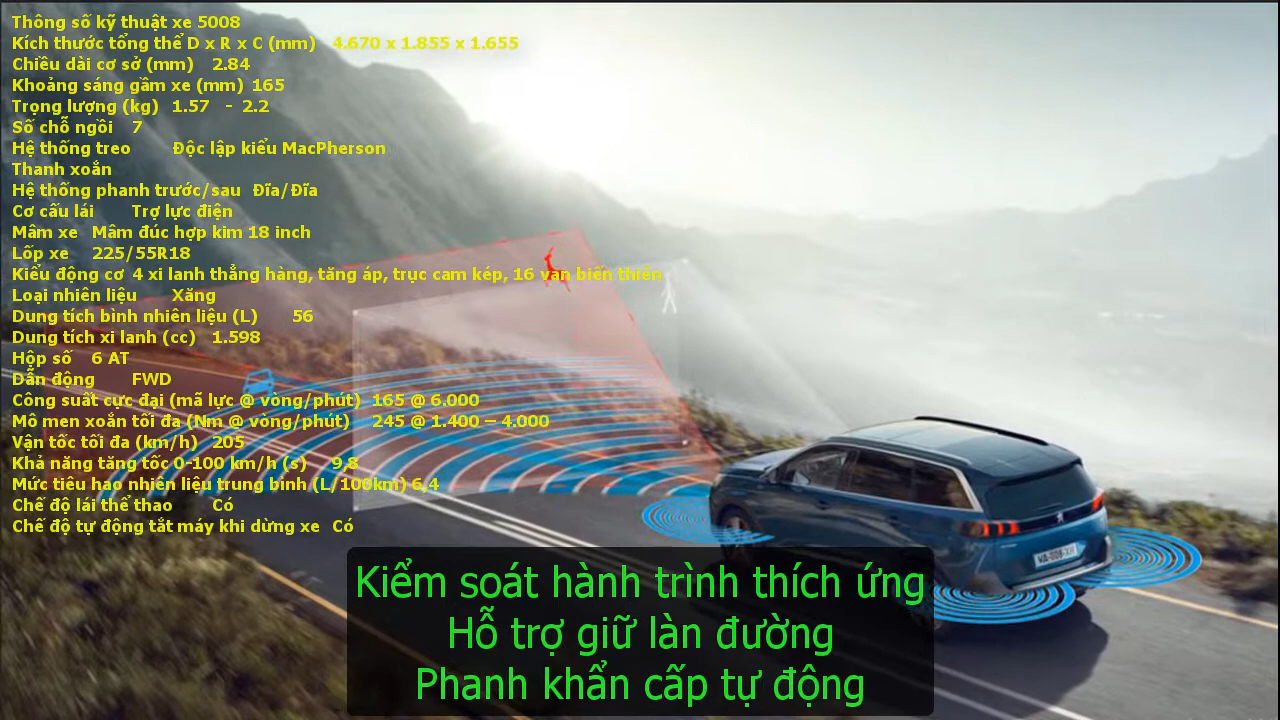 Thông số kỹ thuật xe 5008
Kích thước tổng thể D x R x C (mm) 4.670 x 1.855 x 1.655
Chiều dài cơ sở (mm) 2.84
Khoảng sáng gầm xe (mm) 165
Trọng lượng (kg) 1.57 - 2.2
Số chỗ ngồi 7
Hệ thống treo Độc lập kiểu MacPherson
Thanh xoắn
Hệ thống phanh trước/sau Đĩa/Đĩa
Cơ cấu lái Trợ lực điện
Mâm xe Mâm đúc hợp kim 18 inch
Lốp xe 225/55R18
Kiểu động cơ 4 xi lanh thẳng hàng, tăng áp, trục cam kép, 16 van biến thiên
Loại nhiên liệu Xăng
Dung tích bình nhiên liệu (L) 56
Dung tích xi lanh (cc) 1.598
Hộp số 6 AT
Dẫn động FWD
Công suất cực đại (mã lực @ vòng/phút) 165 @ 6.000
Mô men xoắn tối đa (Nm @ vòng/phút) 245 @ 1.400 – 4.000
Vận tốc tối đa (km/h) 205
Khả năng tăng tốc 0-100 km/h (s) 9,8
Mức tiêu hao nhiên liệu trung bình (L/100km) 6,4
Chế độ lái thể thao Có
Chế độ tự động tắt máy khi dừng xe Có
Kiểm soát hành trình thích ứng
Hỗ trợ giữ làn đường
Phanh khẩn cấp tự động